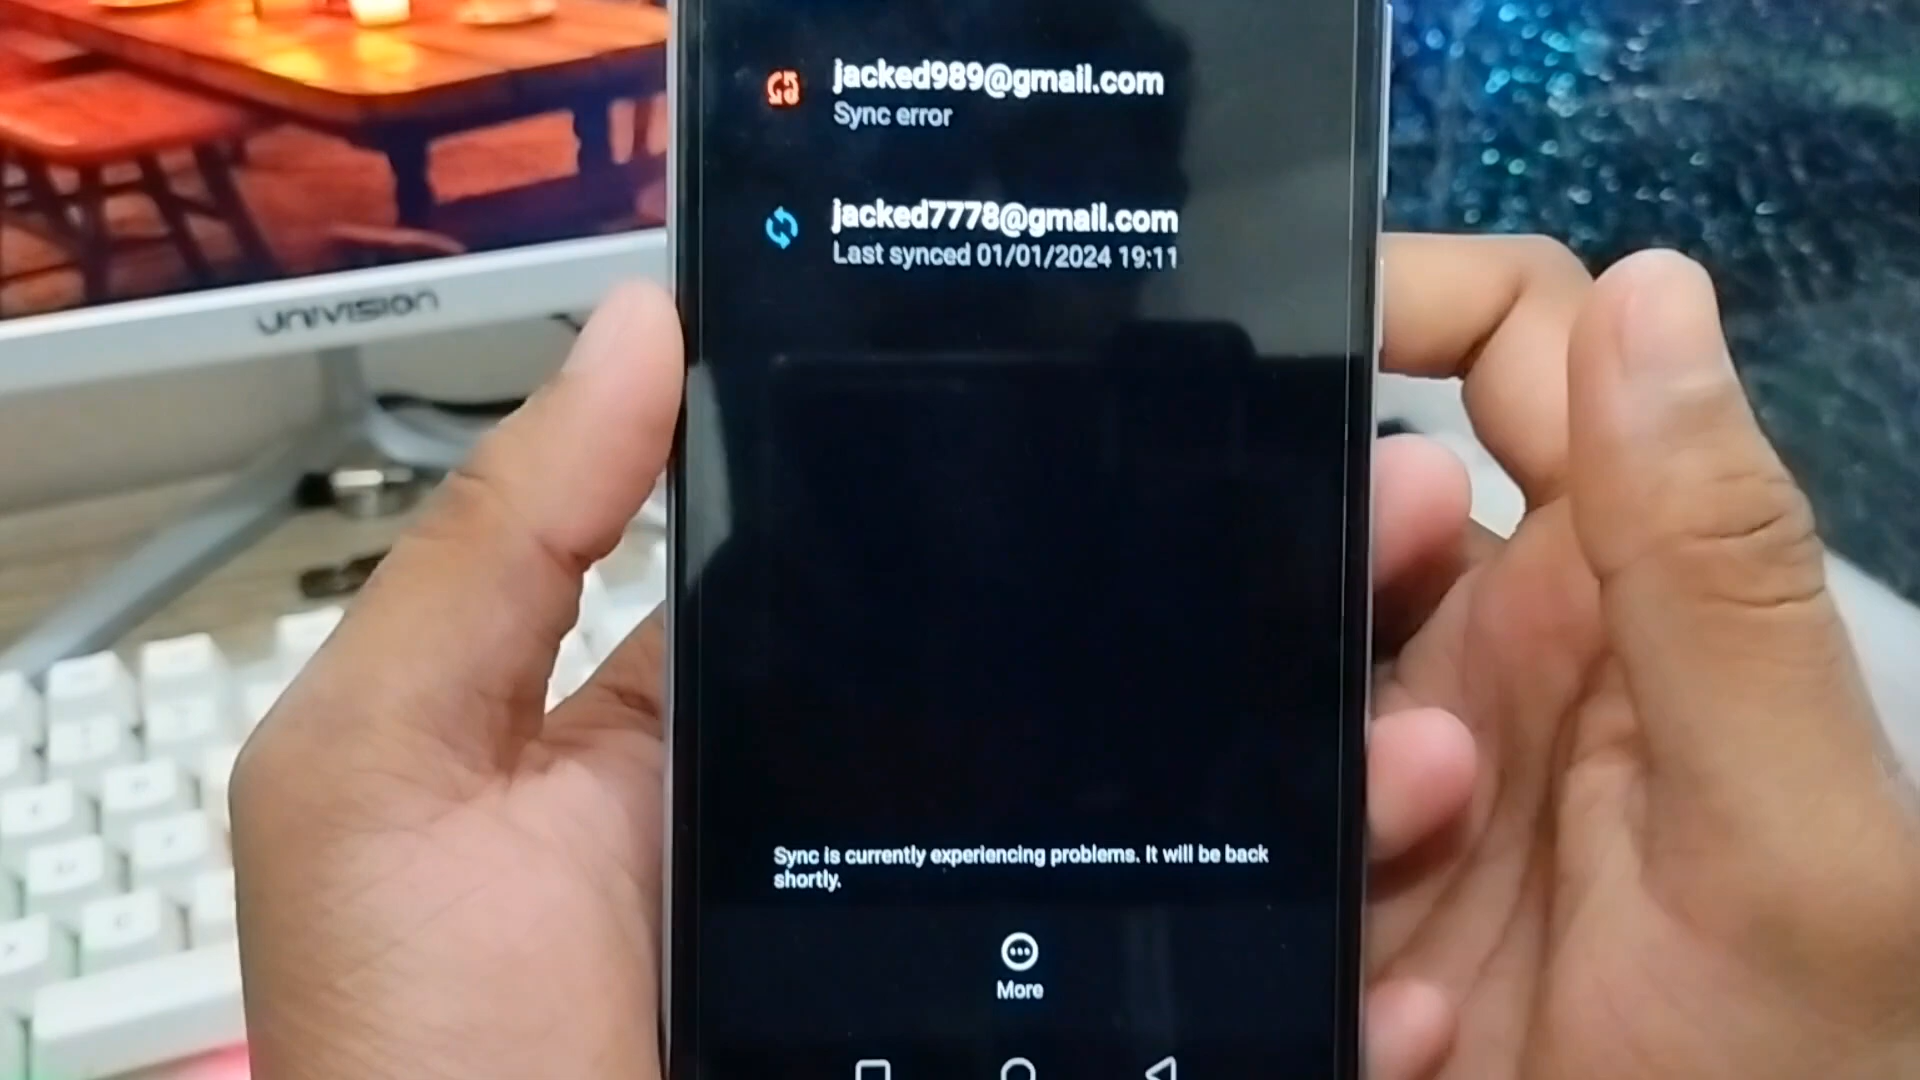 jacked989@gmail.com
Sync error
jacked7778@gmail.com
Last synced 01/01/2024 19:11
UNIVISION
Sync is currently experiencing problems. It will be back
shortly.
More